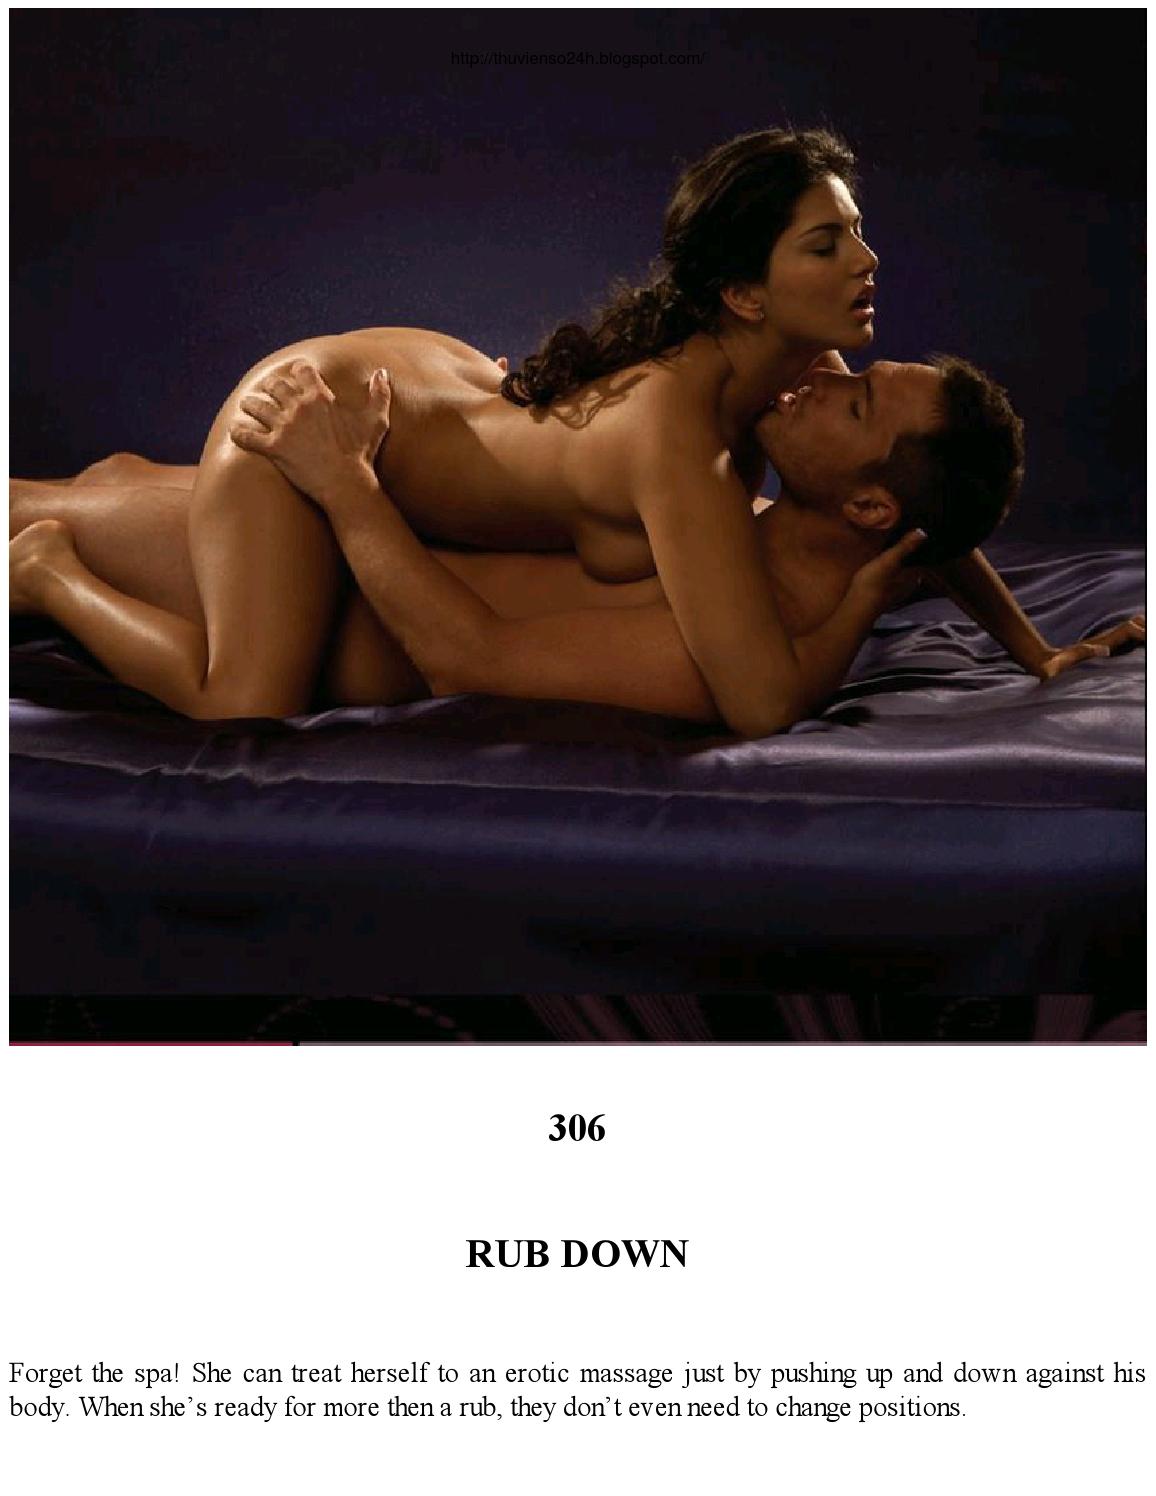 http://thuvienso24h.blogspot.com/
306
RUB DOWN
Forget the spa! She can treat herself to an erotic massage just by pushing up and down against his
body. When she’s ready for more then a rub, they don’t even need to change positions.